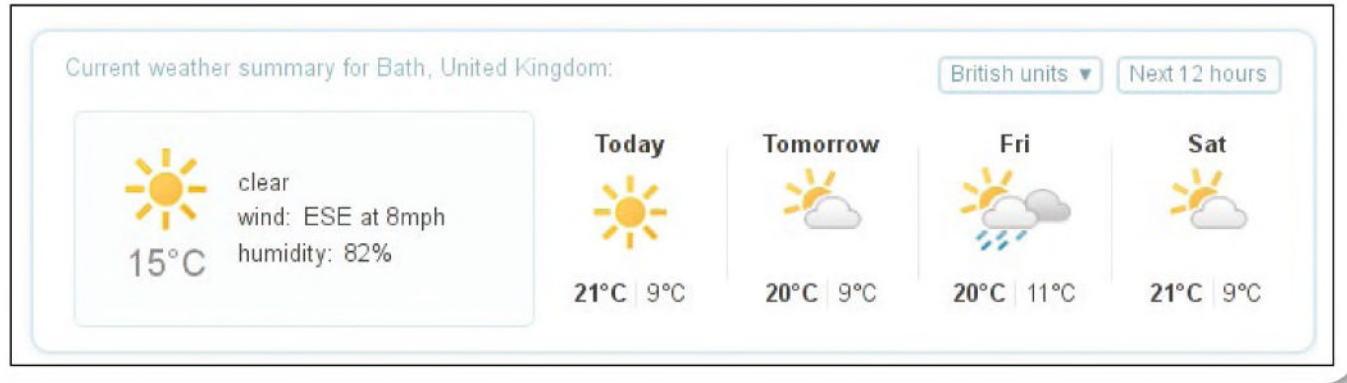 Current weather summary for Bath, United Kingdom:
British units ▼ Next 12 hours
15°C
clear
wind: ESE at 8mph
humidity: 82%
Today
21°C 9°C
Tomorrow
20°C 9°C
Fri
20°C 11°C
Sat
21°C 9°C